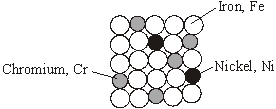 Iron, Fe
Chromium, Cr
Nickel, Ni